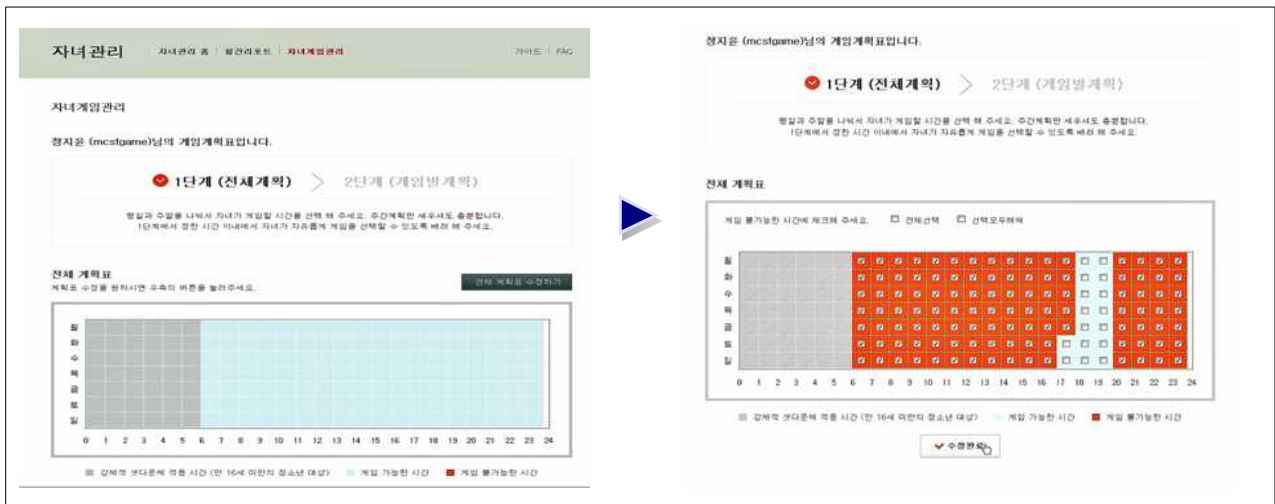 자녀관리
자녀관리 홈 | 발견리포트 | 자녀게임관리
가이드 | FAQ
자녀게임관리
정지윤 (mcstgame)님의 게임계획표입니다.
1단계 (전체계획)
2단계 (게임별계획)
평일과 주말을 나눠서 자녀가 게임할 시간을 선택 해 주세요. 주간계획만 세우셔도 충분합니다.
1단계에서 정한 시간 이내에서 자녀가 자유롭게 게임을 선택할 수 있도록 배려 해 주세요.
전체 계획표
계획표 수정을 원하시면 우측의 버튼을 눌러주세요.
전체 계획표 수정하기
월
화
수
목
금
토
일
0 1 2 3 4 5 6 7 8 9 10 11 12 13 14 15 16 17 18 19 20 21 22 23 24
강제적 셧다운제 적용 시간 (만 16세 미만의 청소년 대상) 게임 가능한 시간 게임 불가능한 시간
정지윤 (mcstgame)님의 게임계획표입니다.
1단계 (전체계획)
2단계 (게임별계획)
평일과 주말을 나눠서 자녀가 게임할 시간을 선택 해 주세요. 주간계획만 세우셔도 충분합니다.
1단계에서 정한 시간 이내에서 자녀가 자유롭게 게임을 선택할 수 있도록 배려 해 주세요.
전체 계획표
게임 불가능한 시간에 체크해 주세요. 전체선택 선택모두해제
월
화
수
목
금
토
일
0 1 2 3 4 5 6 7 8 9 10 11 12 13 14 15 16 17 18 19 20 21 22 23 24
강제적 셧다운제 적용 시간 (만 16세 미만의 청소년 대상) 게임 가능한 시간 게임 불가능한 시간
수정완료